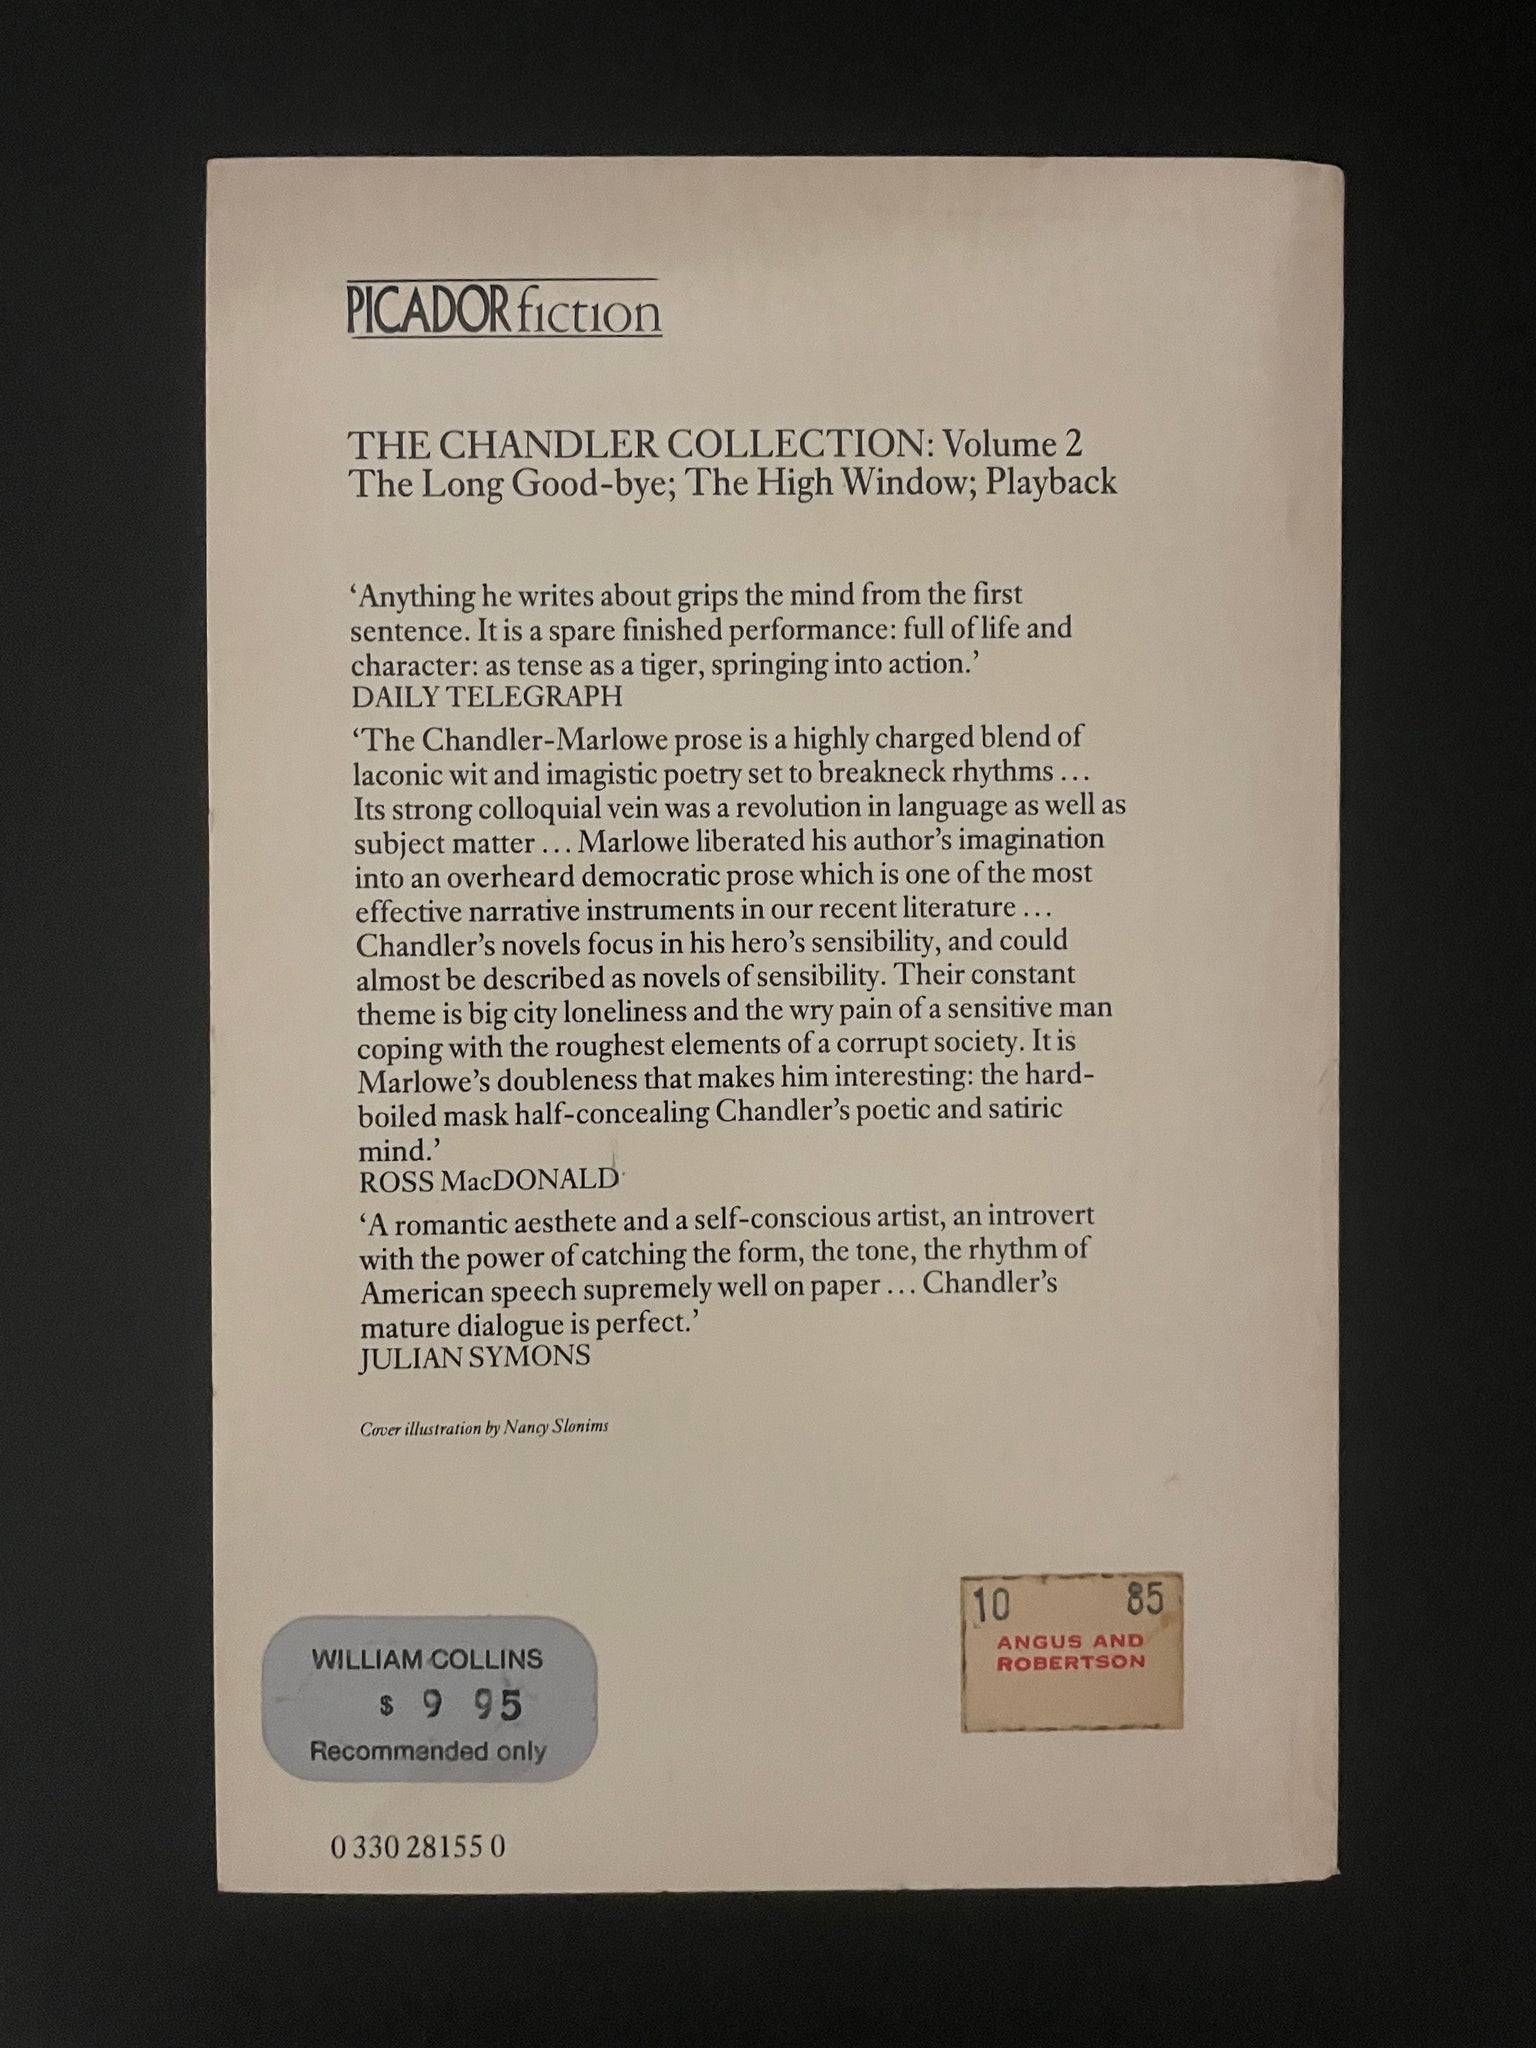 PICADOR fiction
THE CHANDLER COLLECTION: Volume 2
The Long Good-bye; The High Window; Playback
‘Anything he writes about grips the mind from the first
sentence. It is a spare finished performance: full of life and
character: as tense as a tiger, springing into action.’
DAILY TELEGRAPH
‘The Chandler-Marlowe prose is a highly charged blend of
laconic wit and imagistic poetry set to breakneck rhythms ...
Its strong colloquial vein was a revolution in language as well as
subject matter ... Marlowe liberated his author’s imagination
into an overheard democratic prose which is one of the most
effective narrative instruments in our recent literature ...
Chandler’s novels focus in his hero’s sensibility, and could
almost be described as novels of sensibility. Their constant
theme is big city loneliness and the wry pain of a sensitive man
coping with the roughest elements of a corrupt society. It is
Marlowe’s doubleness that makes him interesting: the hard-
boiled mask half-concealing Chandler’s poetic and satiric
mind.’
ROSS MacDONALD
‘A romantic aesthete and a self-conscious artist, an introvert
with the power of catching the form, the tone, the rhythm of
American speech supremely well on paper ... Chandler’s
mature dialogue is perfect.’
JULIAN SYMONS
Cover illustration by Nancy Slonims
10 85
ANGUS AND
ROBERTSON
WILLIAM COLLINS
$ 9 95
Recommended only
0 330 28155 0